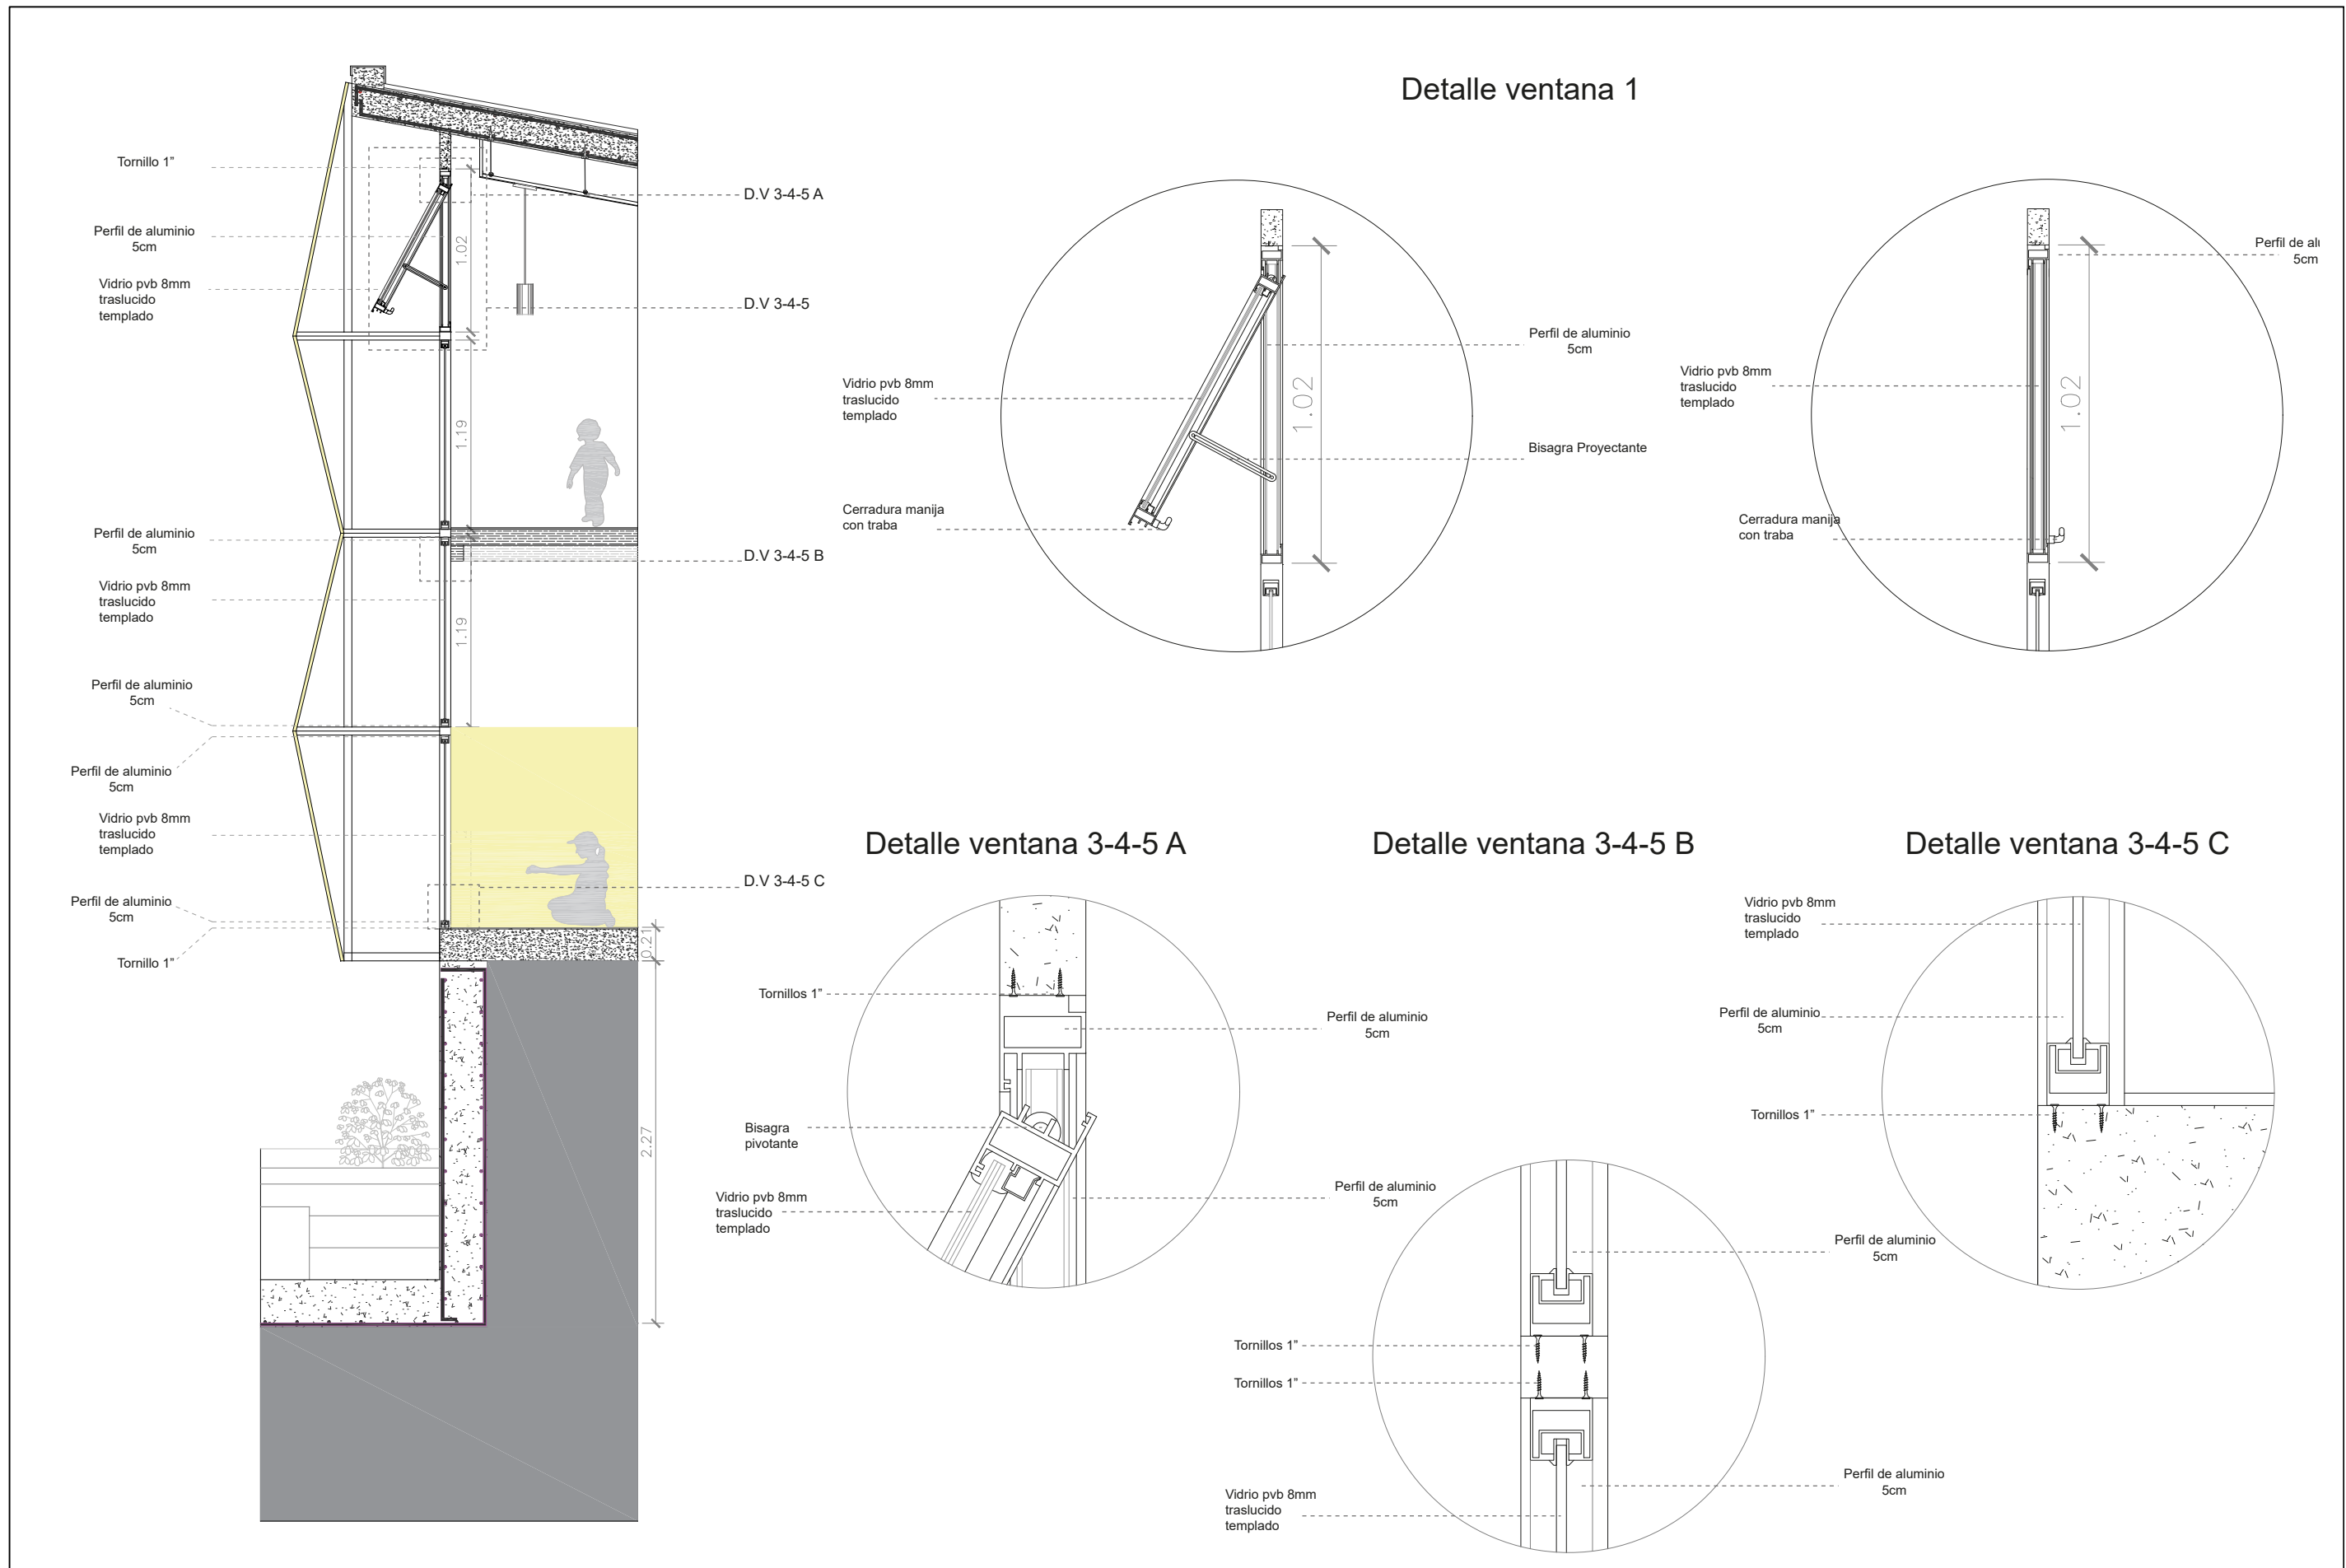 Detalle ventana 1
Tornillo 1”
Perfil de aluminio
5cm
Vidrio pvb 8mm
traslucido
templado
Perfil de aluminio
5cm
Vidrio pvb 8mm
traslucido
templado
Perfil de aluminio
5cm
Perfil de aluminio
5cm
Vidrio pvb 8mm
traslucido
templado
Perfil de aluminio
5cm
Tornillo 1”
1.02
1.19
1.19
0.21
2.27
D.V 3-4-5 A
D.V 3-4-5
D.V 3-4-5 B
D.V 3-4-5 C
Vidrio pvb 8mm
traslucido
templado
Cerradura manija
con traba
1.02
Perfil de aluminio
5cm
Bisagra Proyectante
Vidrio pvb 8mm
traslucido
templado
Cerradura manija
con traba
1.02
Perfil de alu
5cm
Detalle ventana 3-4-5 A
Tornillos 1”
Bisagra
pivotante
Vidrio pvb 8mm
traslucido
templado
Perfil de aluminio
5cm
Perfil de aluminio
5cm
Detalle ventana 3-4-5 B
Tornillos 1”
Tornillos 1”
Vidrio pvb 8mm
traslucido
templado
Perfil de aluminio
5cm
Perfil de aluminio
5cm
Detalle ventana 3-4-5 C
Vidrio pvb 8mm
traslucido
templado
Perfil de aluminio
5cm
Tornillos 1”